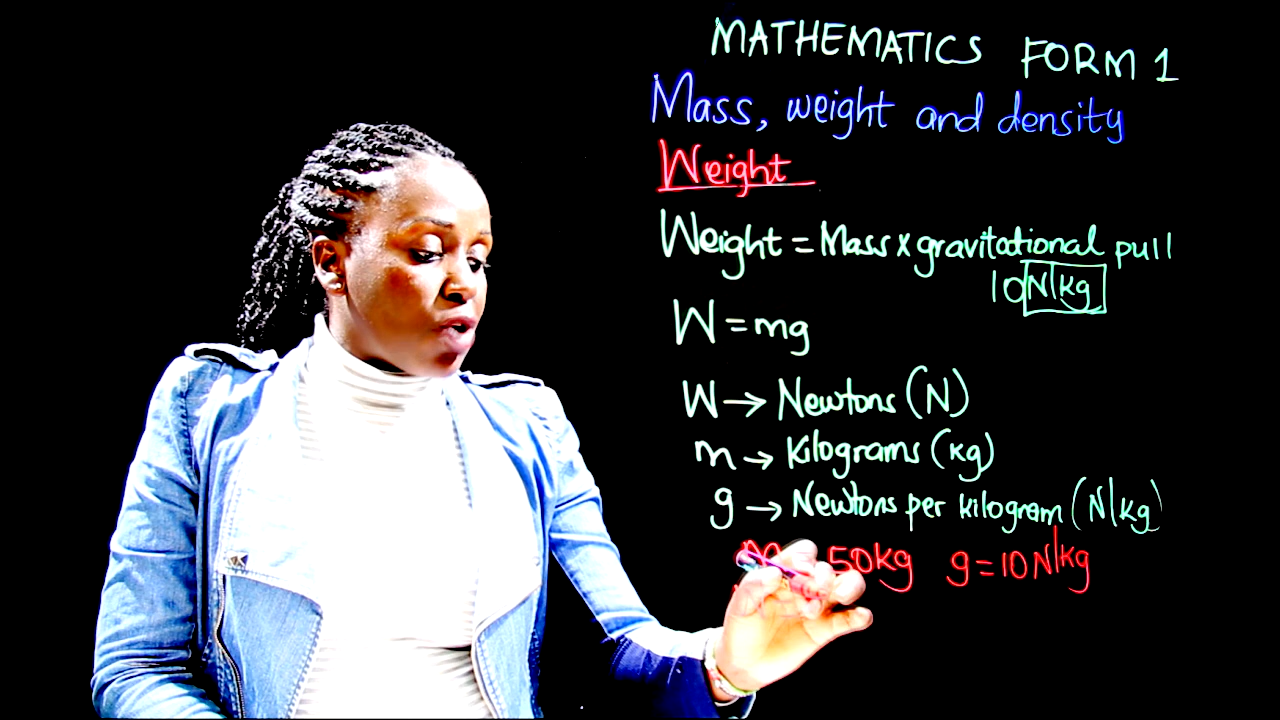 MATHEMATICS FORM 1
Mass, weight and density
Weight
Weight = Mass x gravitational pull
10N/kg
W = mg
W → Newtons (N)
m → Kilograms (kg)
g → Newtons per kilogram (N/kg)
m 50kg g = 10N/kg